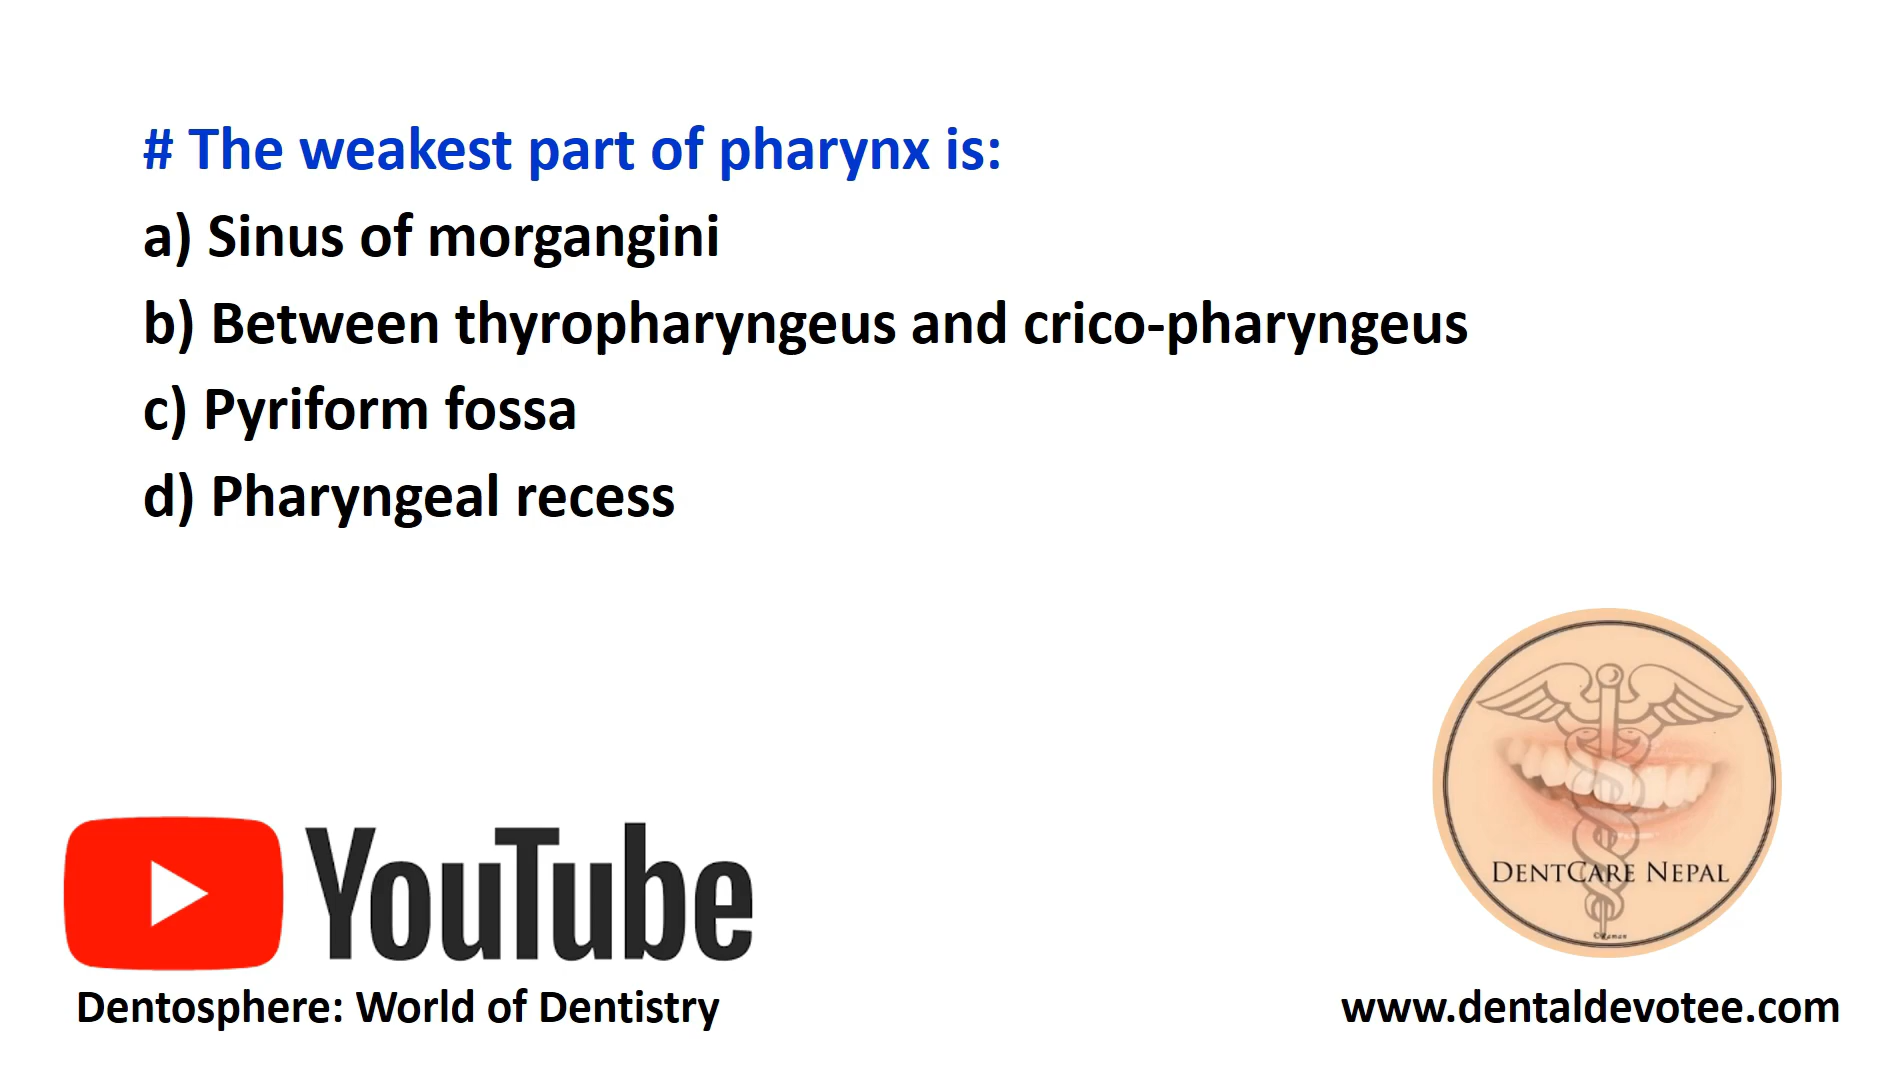 # The weakest part of pharynx is:
a) Sinus of morgangini
b) Between thyropharyngeus and crico-pharyngeus
c) Pyriform fossa
d) Pharyngeal recess
DentCare Nepal
YouTube
Dentosphere: World of Dentistry
www.dentaldevotee.com